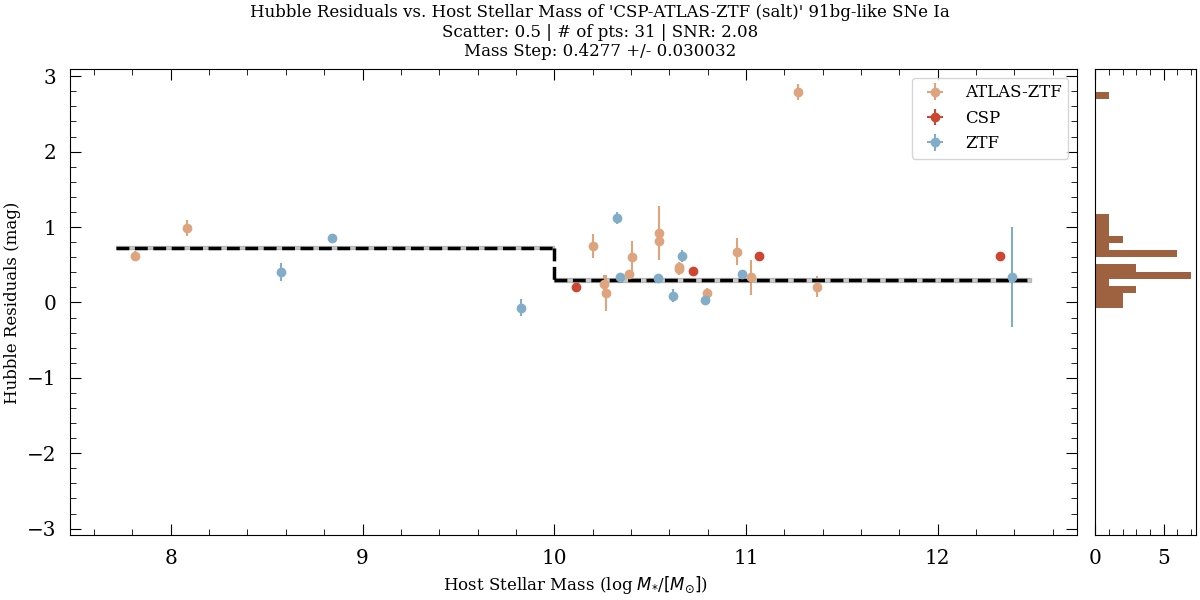 Hubble Residuals vs. Host Stellar Mass of 'CSP-ATLAS-ZTF (salt)' 91bg-like SNe Ia
Scatter: 0.5 | # of pts: 31 | SNR: 2.08
Mass Step: 0.4277 +/- 0.030032
ATLAS-ZTF
CSP
ZTF
Hubble Residuals (mag)
3
2
1
0
−1
−2
−3
8
9
10
11
12
0
5
Host Stellar Mass (log M*/[M⊙])